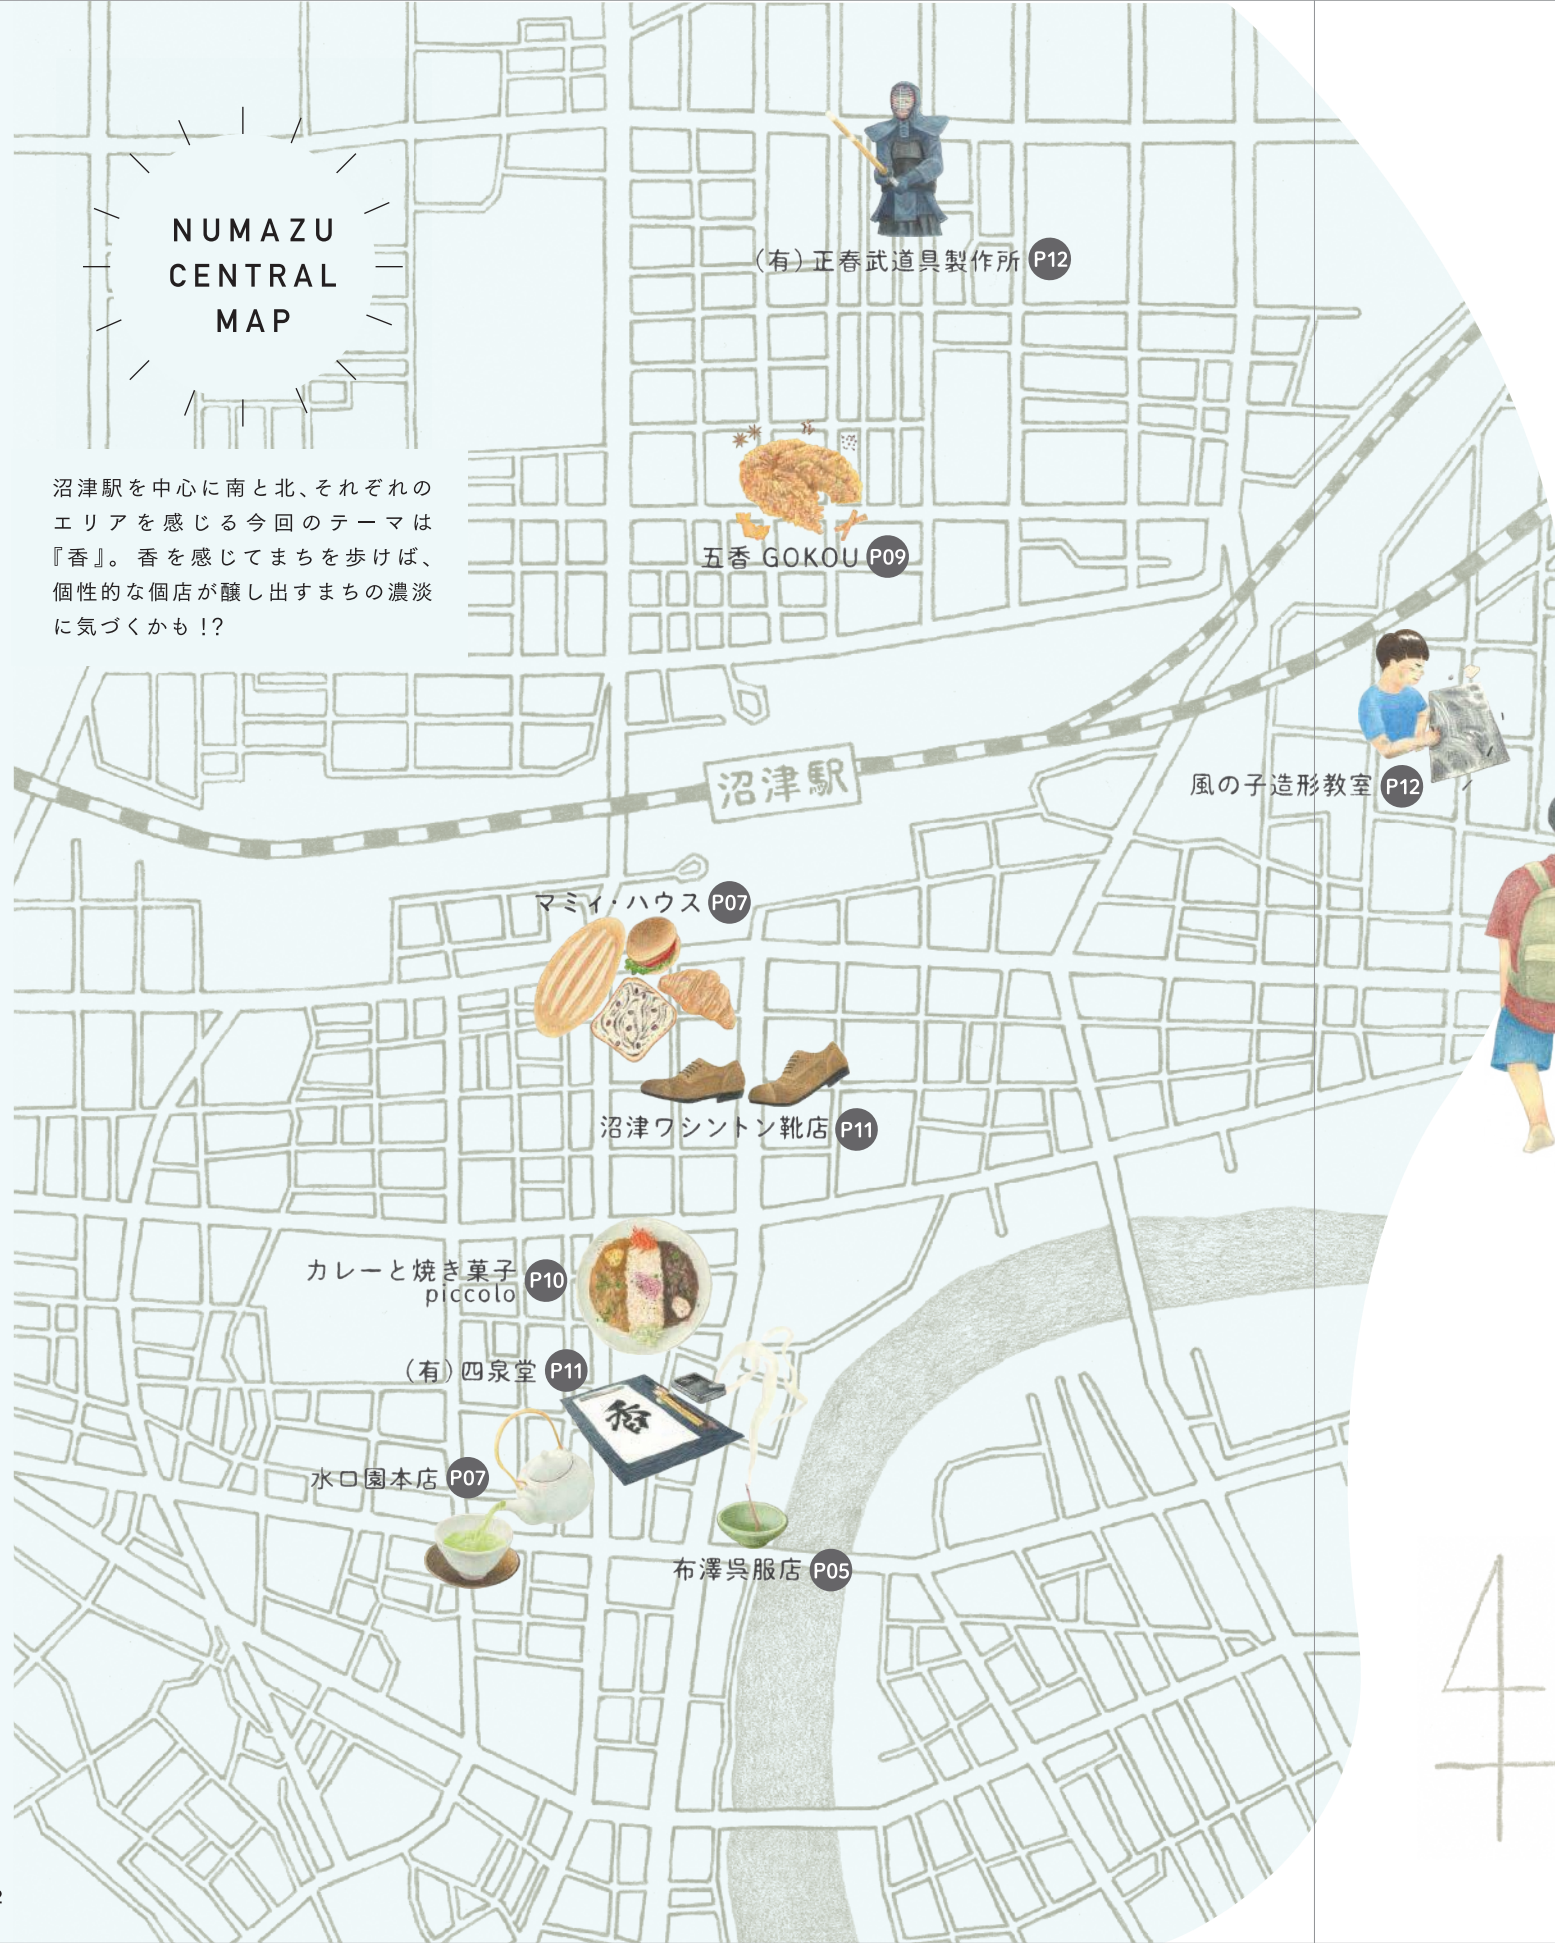 NUMAZU
CENTRAL
MAP
沼津駅を中心に南と北、それぞれの
エリアを感じる今回のテーマは
『香』。香を感じてまちを歩けば、
個性的な個店が醸し出すまちの濃淡
に気づくかも!?
(有)正春武道具製作所 P12
五香 GOKOU P09
沼津駅
風の子造形教室 P12
マミィ・ハウス P07
沼津ワシントン靴店 P11
カレーと焼き菓子 P10
piccolo
(有)四泉堂 P11
香
水口園本店 P07
布澤呉服店 P05